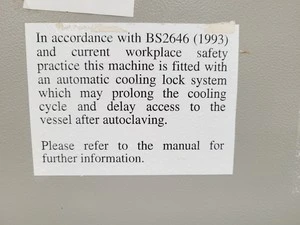 In accordance with BS2646 (1993)
and current workplace safety
practice this machine is fitted with
an automatic cooling lock system
which may prolong the cooling
cycle and delay access to the
vessel after autoclaving.
Please refer to the manual for
further information.